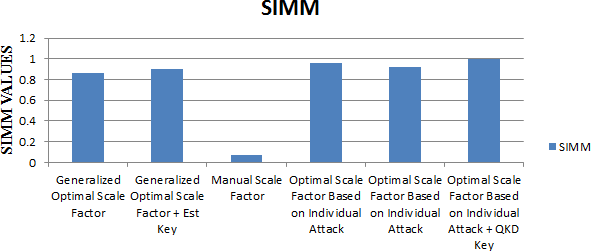 SIMM
SIMM VALUES
1.2
1
0.8
0.6
0.4
0.2
0
Generalized
Optimal Scale
Factor
Generalized
Optimal Scale
Factor + Est
Key
Manual Scale
Factor
Optimal Scale
Factor Based
on Individual
Attack
Optimal Scale
Factor Based
on Individual
Attack
Optimal Scale
Factor Based
on Individual
Attack + QKD
Key
SIMM